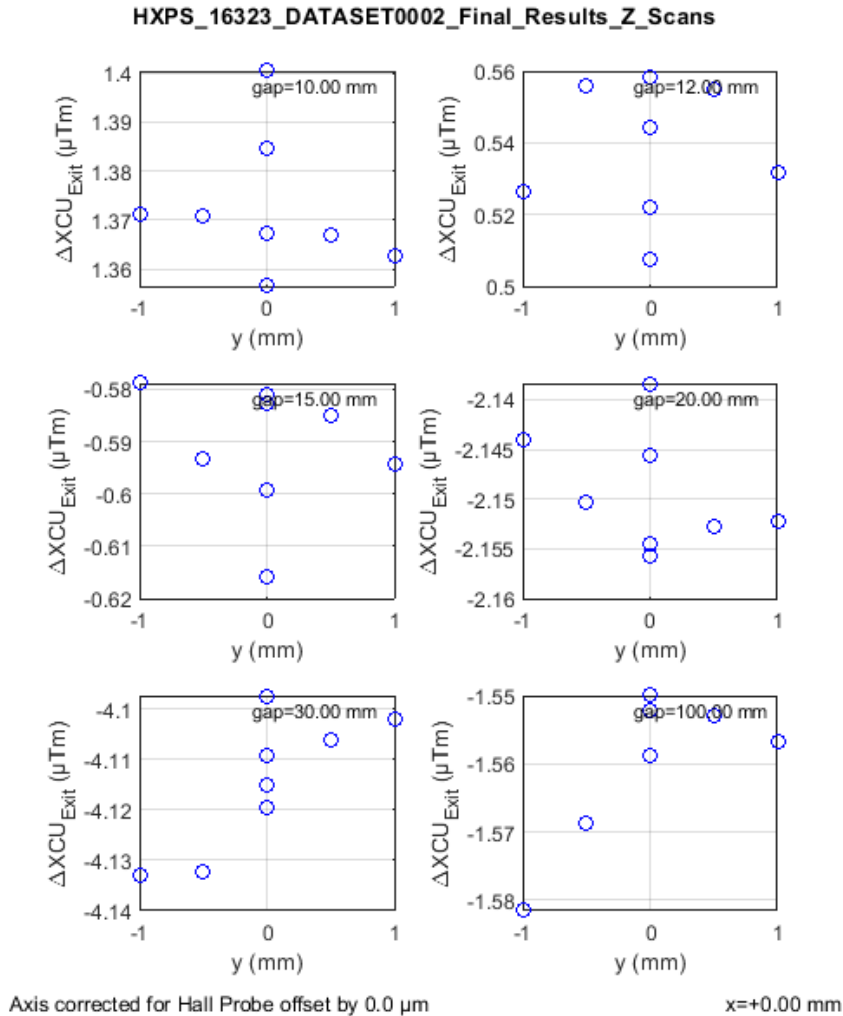 HXPS_16323_DATASET0002_Final_Results_Z_Scans
gap=10.00 mm
1.4
1.39
1.38
1.37
1.36
ΔXCU_Exit (µTm)
-1 0 1
y (mm)
gap=12.00 mm
0.56
0.54
0.52
0.5
ΔXCU_Exit (µTm)
-1 0 1
y (mm)
gap=15.00 mm
-0.58
-0.59
-0.6
-0.61
-0.62
ΔXCU_Exit (µTm)
-1 0 1
y (mm)
gap=20.00 mm
-2.14
-2.145
-2.15
-2.155
-2.16
ΔXCU_Exit (µTm)
-1 0 1
y (mm)
gap=30.00 mm
-4.1
-4.11
-4.12
-4.13
-4.14
ΔXCU_Exit (µTm)
-1 0 1
y (mm)
gap=100.00 mm
-1.55
-1.56
-1.57
-1.58
ΔXCU_Exit (µTm)
-1 0 1
y (mm)
Axis corrected for Hall Probe offset by 0.0 µm
x=+0.00 mm